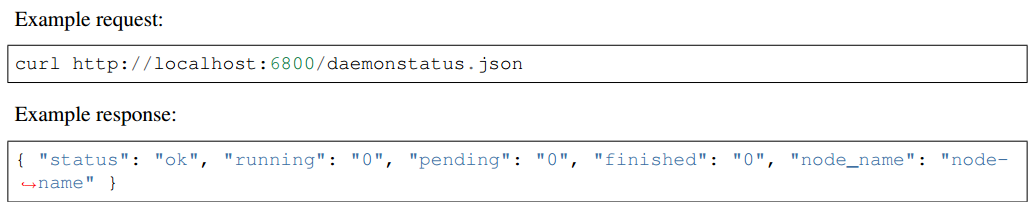 Example request:
curl http://localhost:6800/daemonstatus.json
Example response:
{ "status": "ok", "running": "0", "pending": "0", "finished": "0", "node_name": "node-
↪name" }